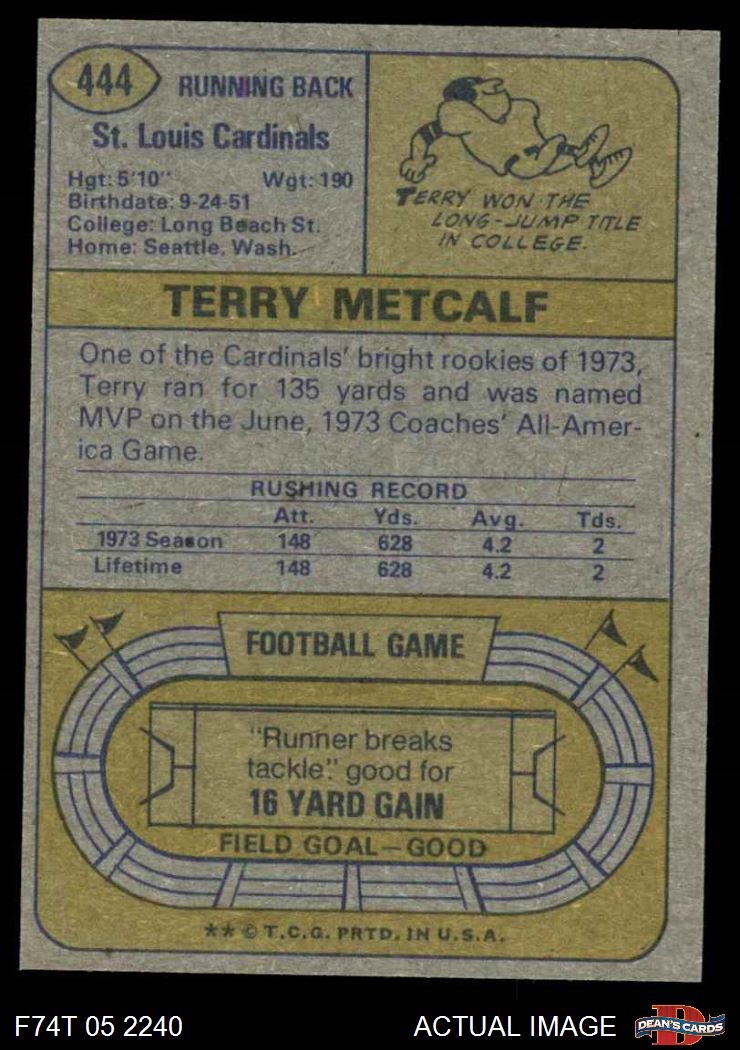 444
RUNNING BACK
St. Louis Cardinals
Hgt: 5'10" Wgt: 190
Birthdate: 9-24-51
College: Long Beach St.
Home: Seattle, Wash.
TERRY WON THE
LONG-JUMP TITLE
IN COLLEGE.
TERRY METCALF
One of the Cardinals' bright rookies of 1973,
Terry ran for 135 yards and was named
MVP on the June, 1973 Coaches' All-Amer-
ica Game.
RUSHING RECORD
Att. Yds. Avg. Tds.
1973 Season 148 628 4.2 2
Lifetime 148 628 4.2 2
FOOTBALL GAME
"Runner breaks
tackle." good for
16 YARD GAIN
FIELD GOAL—GOOD
** © T.C.G. PRTD. IN U.S.A.
F74T 05 2240 ACTUAL IMAGE
DEAN'S CARDS